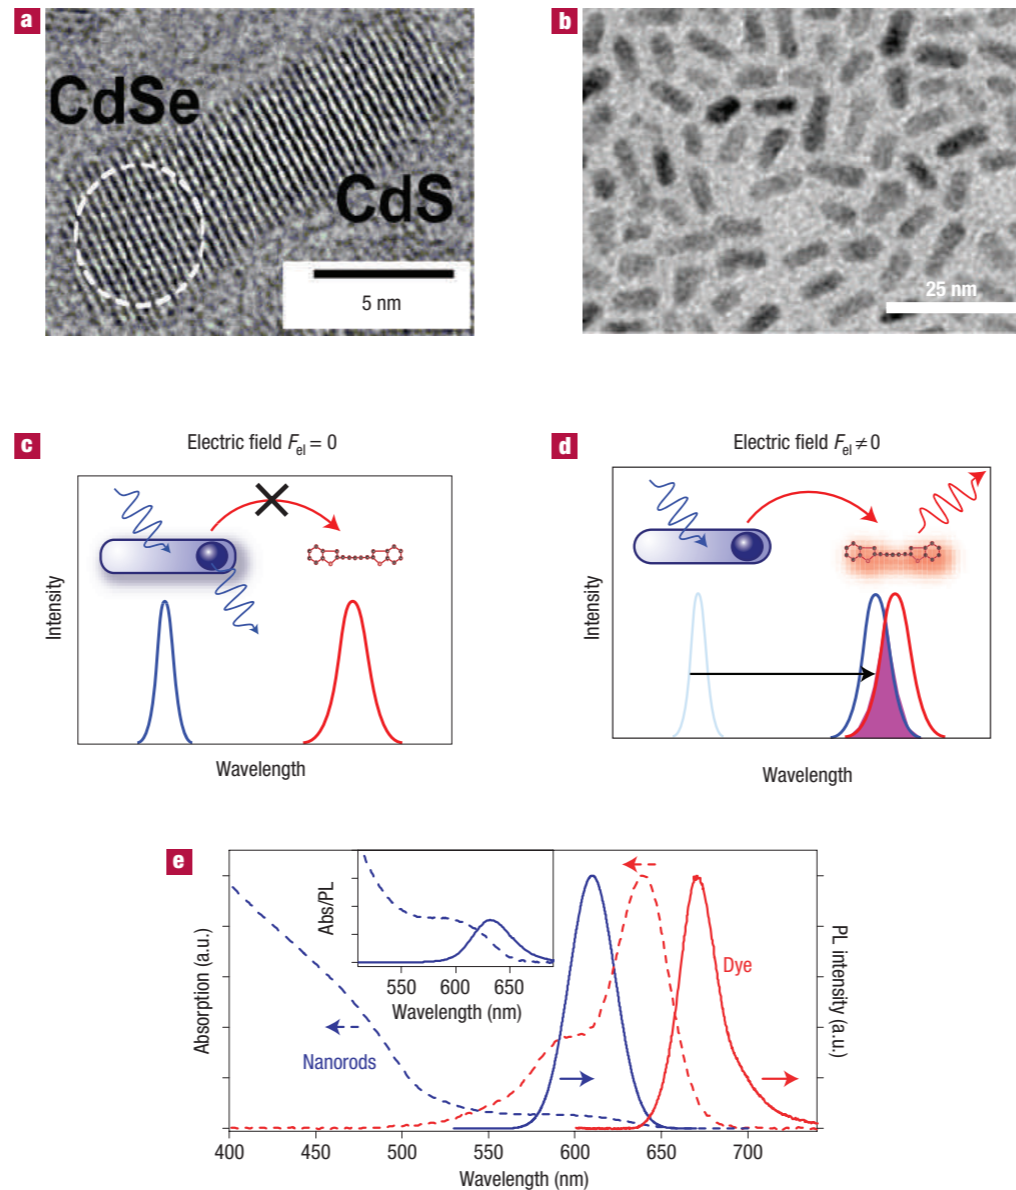 a
CdSe
CdS
5 nm
b
25 nm
c
Electric field Fel = 0
Intensity
Wavelength
d
Electric field Fel ≠ 0
Intensity
Wavelength
e
Absorption (a.u.)
Abs/PL
550 600 650
Wavelength (nm)
Nanorods
Dye
PL intensity (a.u.)
400 450 500 550 600 650 700
Wavelength (nm)